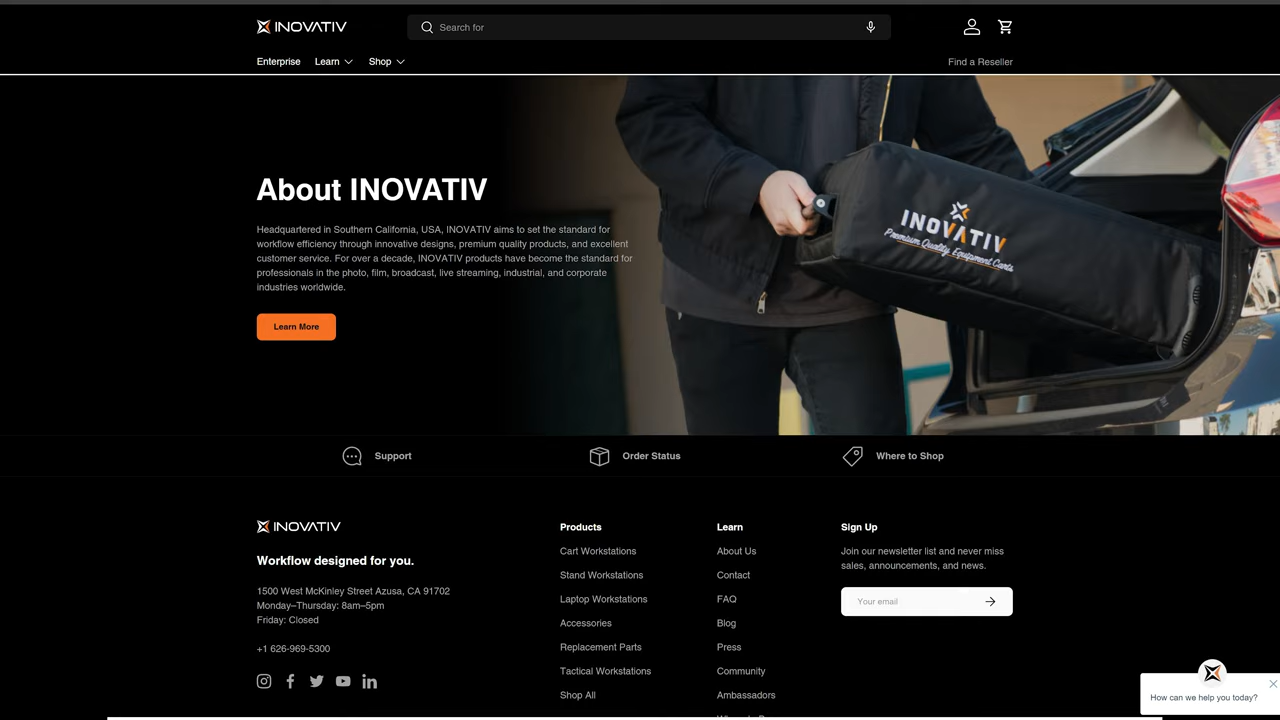 INOVATIV
Search for
Enterprise
Learn
Shop
Find a Reseller
About INOVATIV
Headquartered in Southern California, USA, INOVATIV aims to set the standard for
workflow efficiency through innovative designs, premium quality products, and excellent
customer service. For over a decade, INOVATIV products have become the standard for
professionals in the photo, film, broadcast, live streaming, industrial, and corporate
industries worldwide.
Learn More
INOVATIV
Premium Quality Equipment Carts
Support
Order Status
Where to Shop
INOVATIV
Workflow designed for you.
1500 West McKinley Street Azusa, CA 91702
Monday–Thursday: 8am–5pm
Friday: Closed
+1 626-969-5300
Products
Cart Workstations
Stand Workstations
Laptop Workstations
Accessories
Replacement Parts
Tactical Workstations
Shop All
Learn
About Us
Contact
FAQ
Blog
Press
Community
Ambassadors
Sign Up
Join our newsletter list and never miss
sales, announcements, and news.
Your email
How can we help you today?